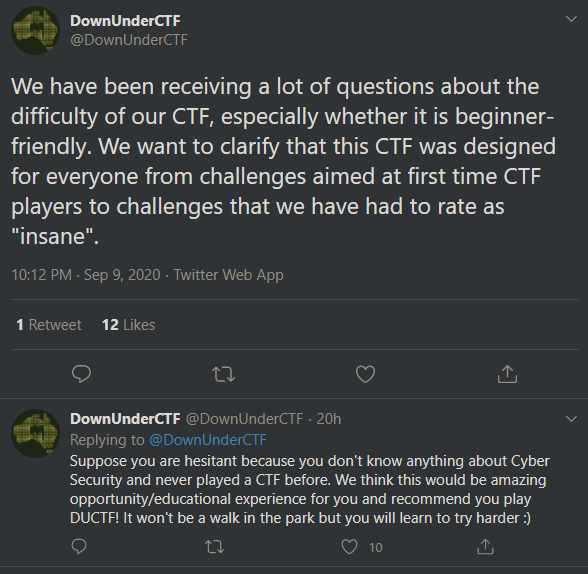 DownUnderCTF
@DownUnderCTF
We have been receiving a lot of questions about the
difficulty of our CTF, especially whether it is beginner-
friendly. We want to clarify that this CTF was designed
for everyone from challenges aimed at first time CTF
players to challenges that we have had to rate as
"insane".
10:12 PM · Sep 9, 2020 · Twitter Web App
1 Retweet 12 Likes
DownUnderCTF @DownUnderCTF · 20h
Replying to @DownUnderCTF
Suppose you are hesitant because you don't know anything about Cyber
Security and never played a CTF before. We think this would be amazing
opportunity/educational experience for you and recommend you play
DUCTF! It won't be a walk in the park but you will learn to try harder :)
10